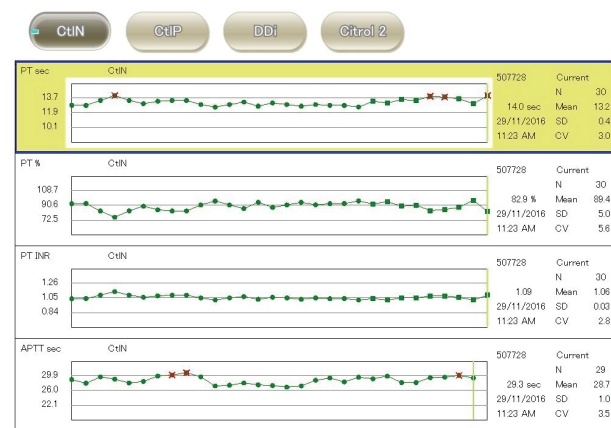 CtIN CtIP DDi Citrol 2
PT sec CtIN 507728 Current
13.7 N 30
11.9 14.0 sec Mean 13.2
10.1 29/11/2016 SD 0.4
11:23 AM CV 3.0
PT % CtIN 507728 Current
108.7 N 30
90.6 82.9 % Mean 89.4
72.5 29/11/2016 SD 5.0
11:23 AM CV 5.6
PT INR CtIN 507728 Current
1.26 N 30
1.05 1.09 Mean 1.06
0.84 29/11/2016 SD 0.03
11:23 AM CV 2.8
APTT sec CtIN 507728 Current
29.9 N 29
26.0 29.3 sec Mean 28.7
22.1 29/11/2016 SD 1.0
11:23 AM CV 3.5